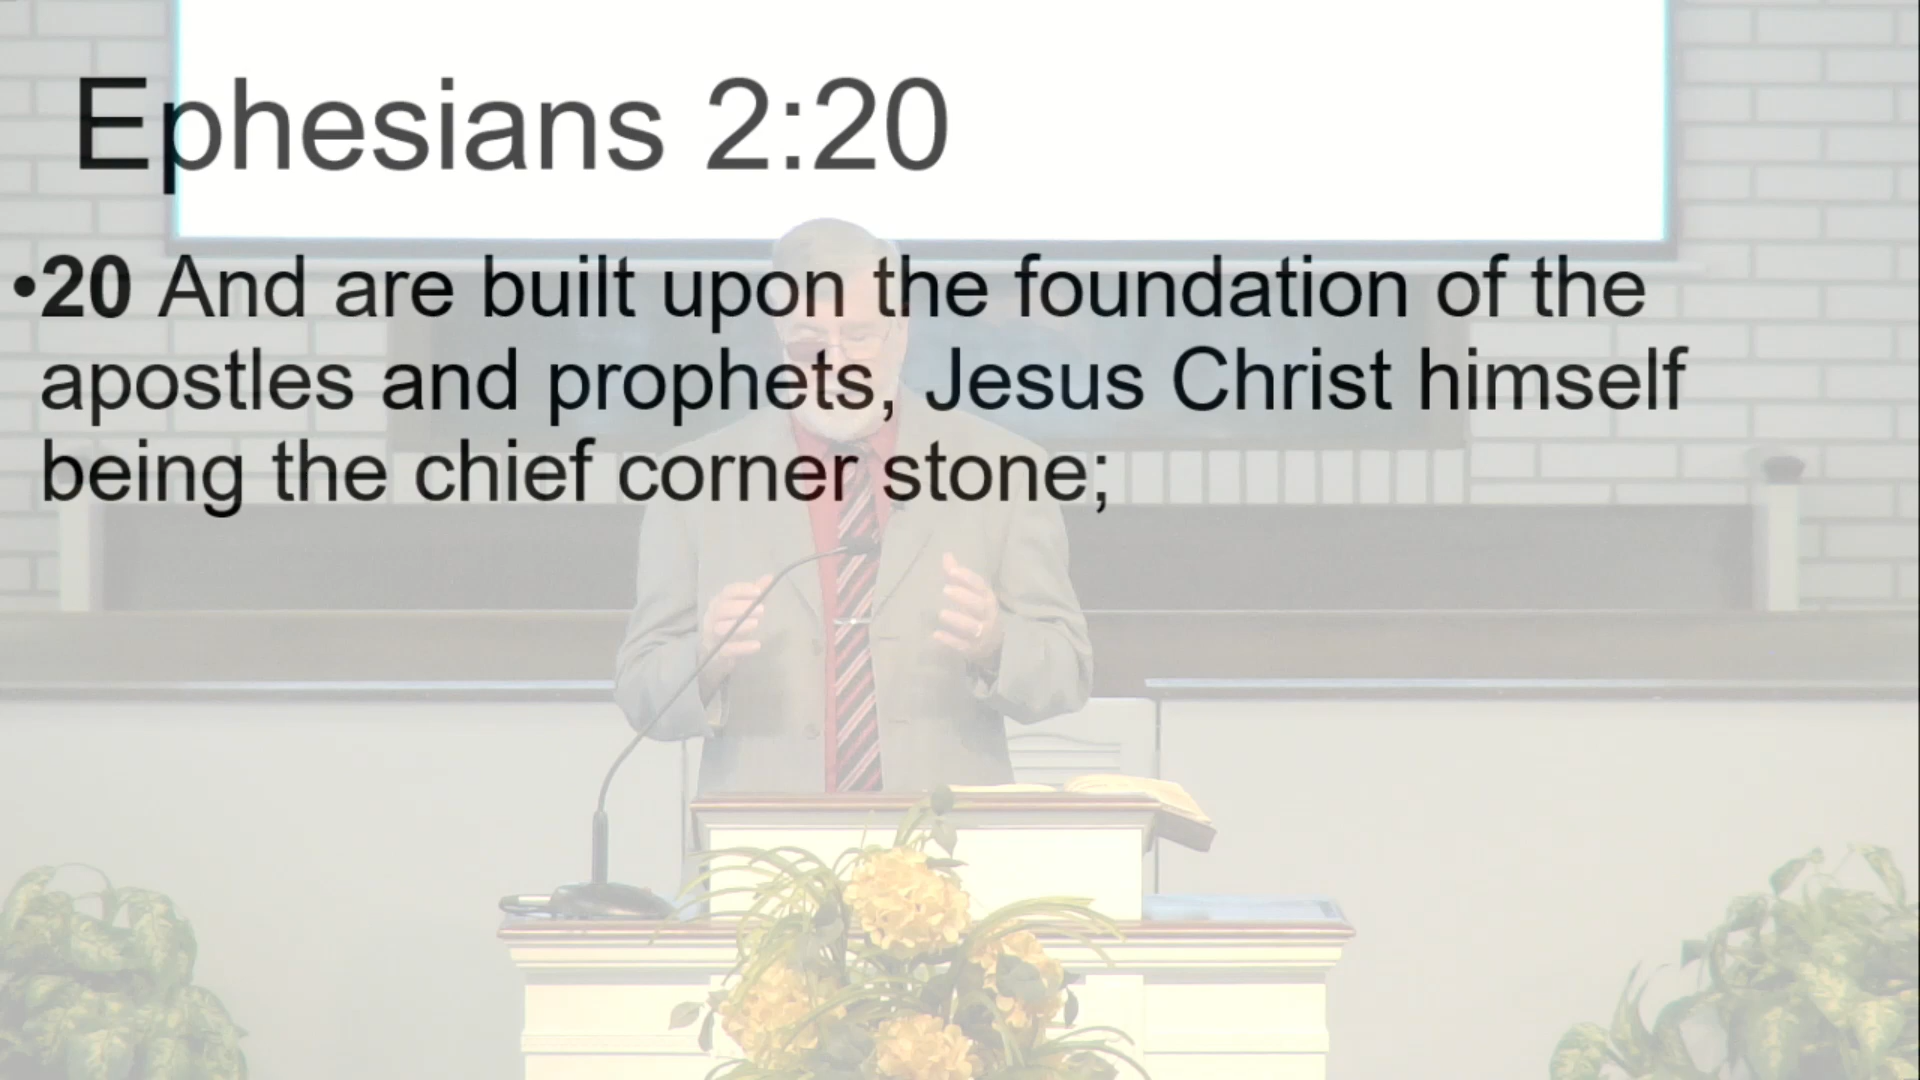 Ephesians 2:20
•20 And are built upon the foundation of the
apostles and prophets, Jesus Christ himself
being the chief corner stone;